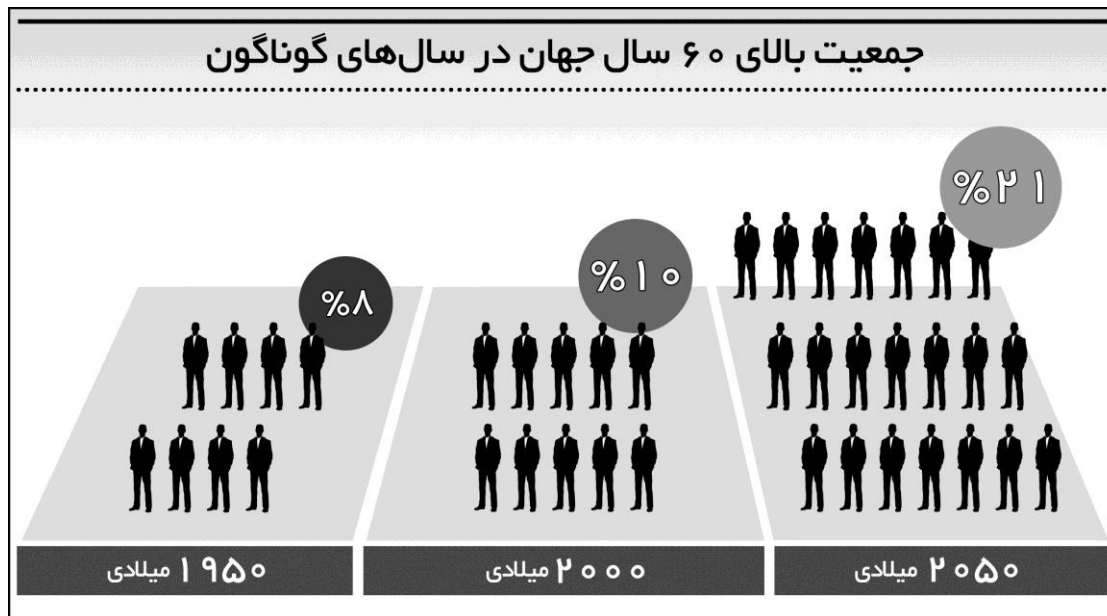 جمعیت بالای ۶۰ سال جهان در سال‌های گوناگون
%۲۱
%۱۰
%۸
۲۰۵۰ میلادی
۲۰۰۰ میلادی
۱۹۵۰ میلادی